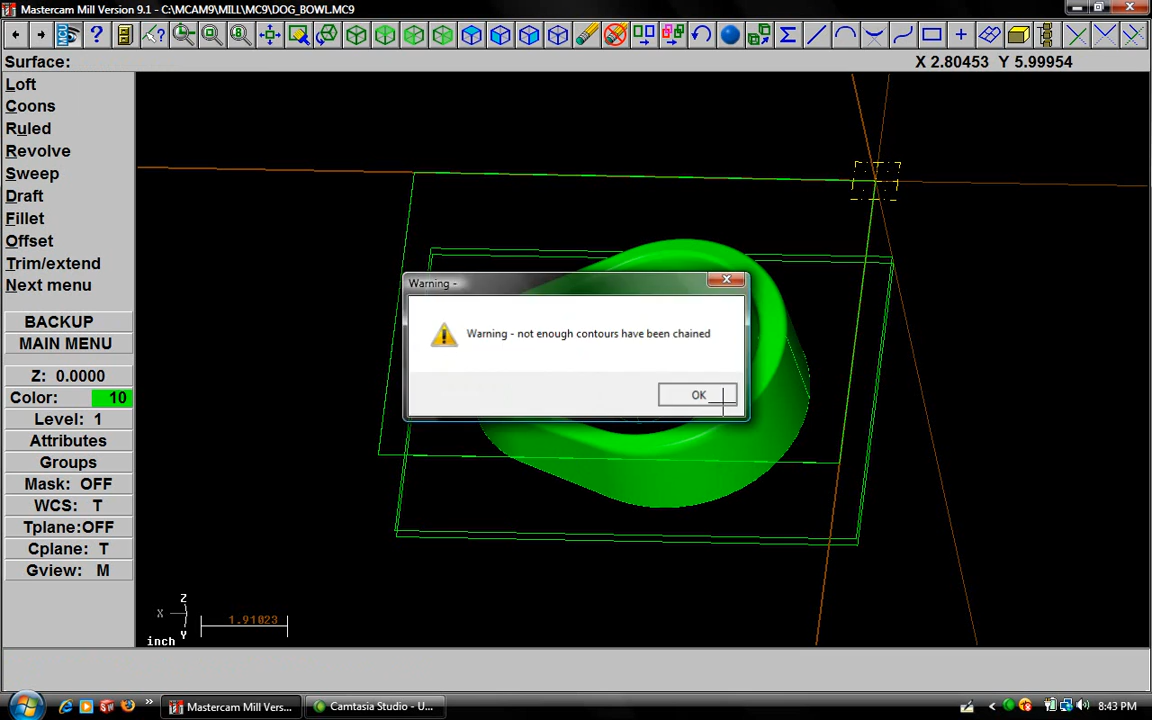 Mastercam Mill Version 9.1 - C:\MCAM9\MILL\MC9\DOG_BOWL.MC9
Surface:
X 2.80453 Y 5.99954
Loft
Coons
Ruled
Revolve
Sweep
Draft
Fillet
Offset
Trim/extend
Next menu
BACKUP
MAIN MENU
Z: 0.0000
Color: 10
Level: 1
Attributes
Groups
Mask: OFF
WCS: T
Tplane:OFF
Cplane: T
Gview: M
Warning -
Warning - not enough contours have been chained
OK
Z
X
Y
1.91023
inch
Mastercam Mill Vers...
Camtasia Studio - U...
8:43 PM